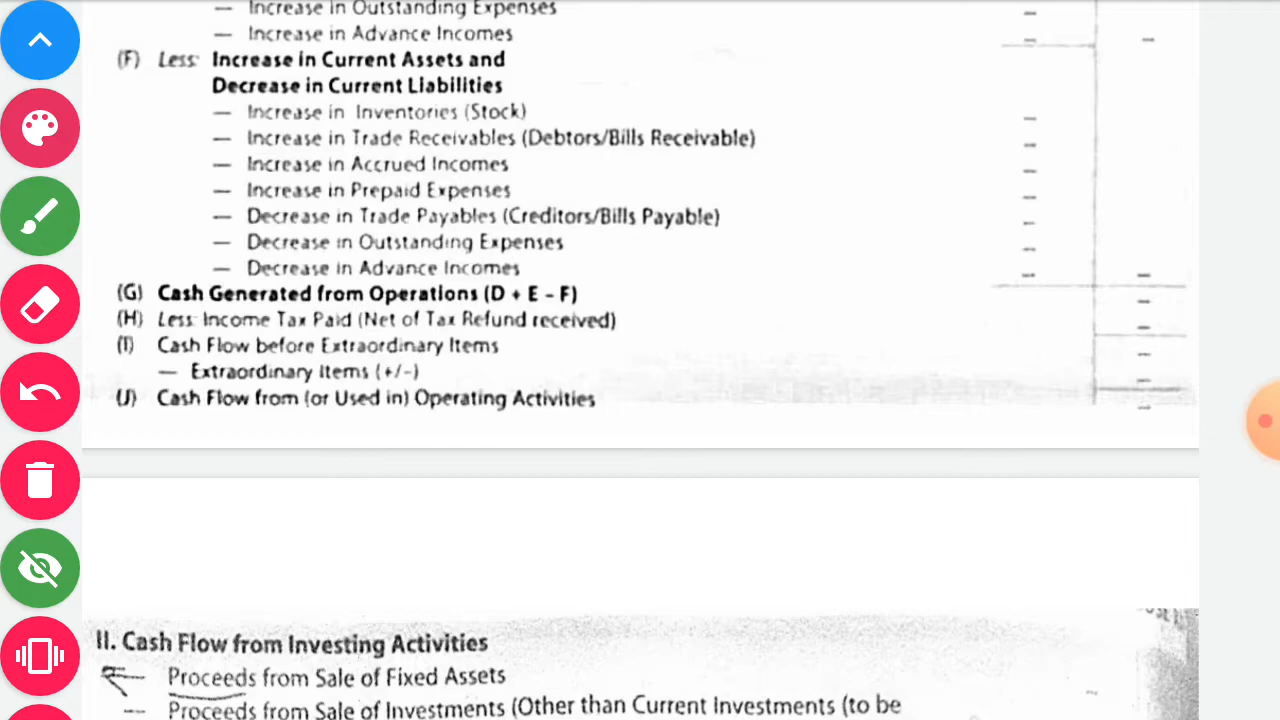 — Increase in Outstanding Expenses –
— Increase in Advance Incomes – –
(F) Less: Increase in Current Assets and
Decrease in Current Liabilities
— Increase in Inventories (Stock) –
— Increase in Trade Receivables (Debtors/Bills Receivable) –
— Increase in Accrued Incomes –
— Increase in Prepaid Expenses –
— Decrease in Trade Payables (Creditors/Bills Payable) –
— Decrease in Outstanding Expenses –
— Decrease in Advance Incomes – –
(G) Cash Generated from Operations (D + E – F) –
(H) Less: Income Tax Paid (Net of Tax Refund received) –
(I) Cash Flow before Extraordinary Items –
— Extraordinary Items (+/–) –
(J) Cash Flow from (or Used in) Operating Activities –
II. Cash Flow from Investing Activities
— Proceeds from Sale of Fixed Assets –
— Proceeds from Sale of Investments (Other than Current Investments (to be